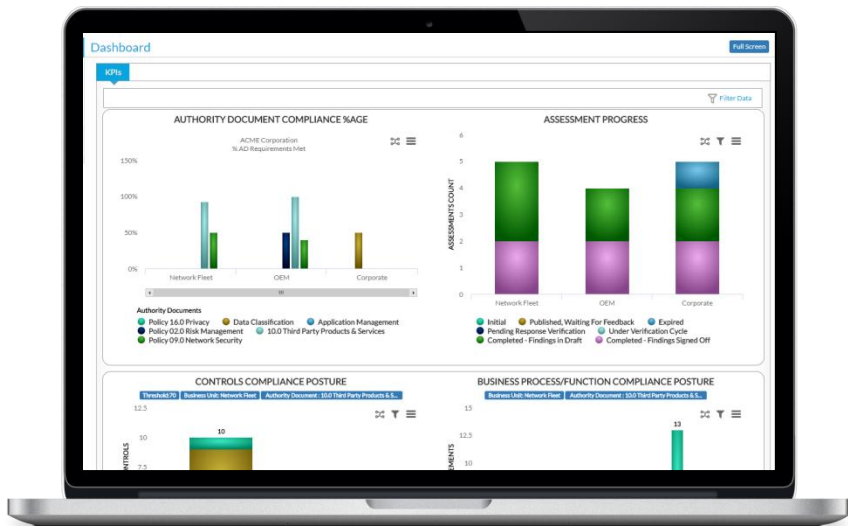 Dashboard
Full Screen
KPIs
Filter Data
AUTHORITY DOCUMENT COMPLIANCE %AGE
ACME Corporation
% AD Requirements Met
150%
100%
50%
0%
Network Fleet OEM Corporate
Authority Documents
Policy 16.0 Privacy Data Classification Application Management
Policy 02.0 Risk Management 10.0 Third Party Products & Services
Policy 09.0 Network Security
ASSESSMENT PROGRESS
ASSESSMENTS COUNT
6
5
4
3
2
1
0
Network Fleet OEM Corporate
Initial Published, Waiting For Feedback Expired
Pending Response Verification Under Verification Cycle
Completed - Findings in Draft Completed - Findings Signed Off
CONTROLS COMPLIANCE POSTURE
Threshold:70 Business Unit: Network Fleet Authority Document : 10.0 Third Party Products & S...
12.5
10
7.5
10
BUSINESS PROCESS/FUNCTION COMPLIANCE POSTURE
Business Unit: Network Fleet Authority Document : 10.0 Third Party Products & S...
15
12.5
10
13